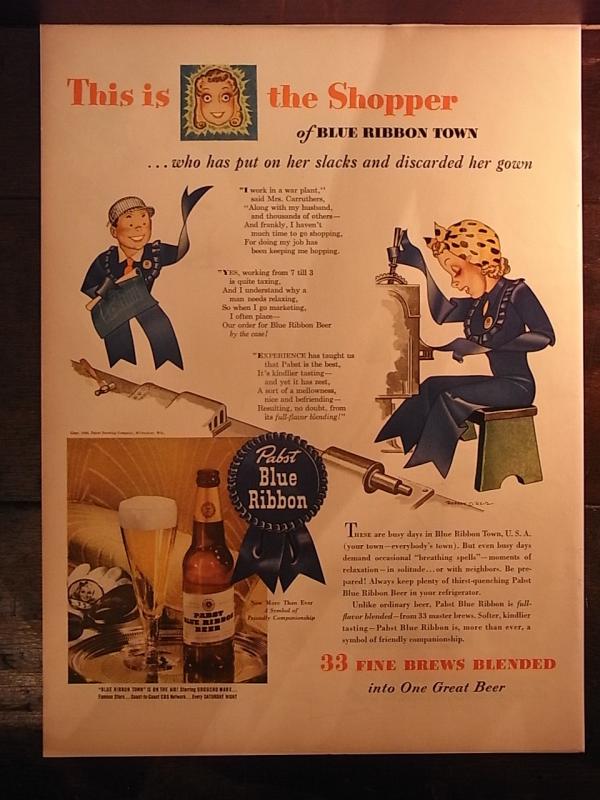 This is the Shopper
of BLUE RIBBON TOWN
...who has put on her slacks and discarded her gown
"I work in a war plant,"
said Mrs. Carruthers,
"Along with my husband,
and thousands of others—
And frankly, I haven't
much time to go shopping,
For doing my job has
been keeping me hopping.
"YES, working from 7 till 3
is quite taxing,
And I understand why a
man needs relaxing,
So when I go marketing,
I often place—
Our order for Blue Ribbon Beer
by the case!
"EXPERIENCE has taught us
that Pabst is the best,
It's kindlier tasting—
and yet it has zest,
A sort of a mellowness,
nice and befriending—
Resulting, no doubt, from
its full-flavor blending!"
Pabst
Blue
Ribbon
PABST
BLUE RIBBON
BEER
Now More Than Ever
A Symbol of
Friendly Companionship
THESE are busy days in Blue Ribbon Town, U. S. A.
(your town—everybody's town). But even busy days
demand occasional "breathing spells"—moments of
relaxation—in solitude...or with neighbors. Be pre-
pared! Always keep plenty of thirst-quenching Pabst
Blue Ribbon Beer in your refrigerator.
Unlike ordinary beer, Pabst Blue Ribbon is full-
flavor blended—from 33 master brews. Softer, kindlier
tasting—Pabst Blue Ribbon is, more than ever, a
symbol of friendly companionship.
33 FINE BREWS BLENDED
into One Great Beer
"BLUE RIBBON TOWN" IS ON THE AIR! Starring GROUCHO MARX...
Famous Stars...Coast-to-Coast CBS Network...Every SATURDAY NIGHT